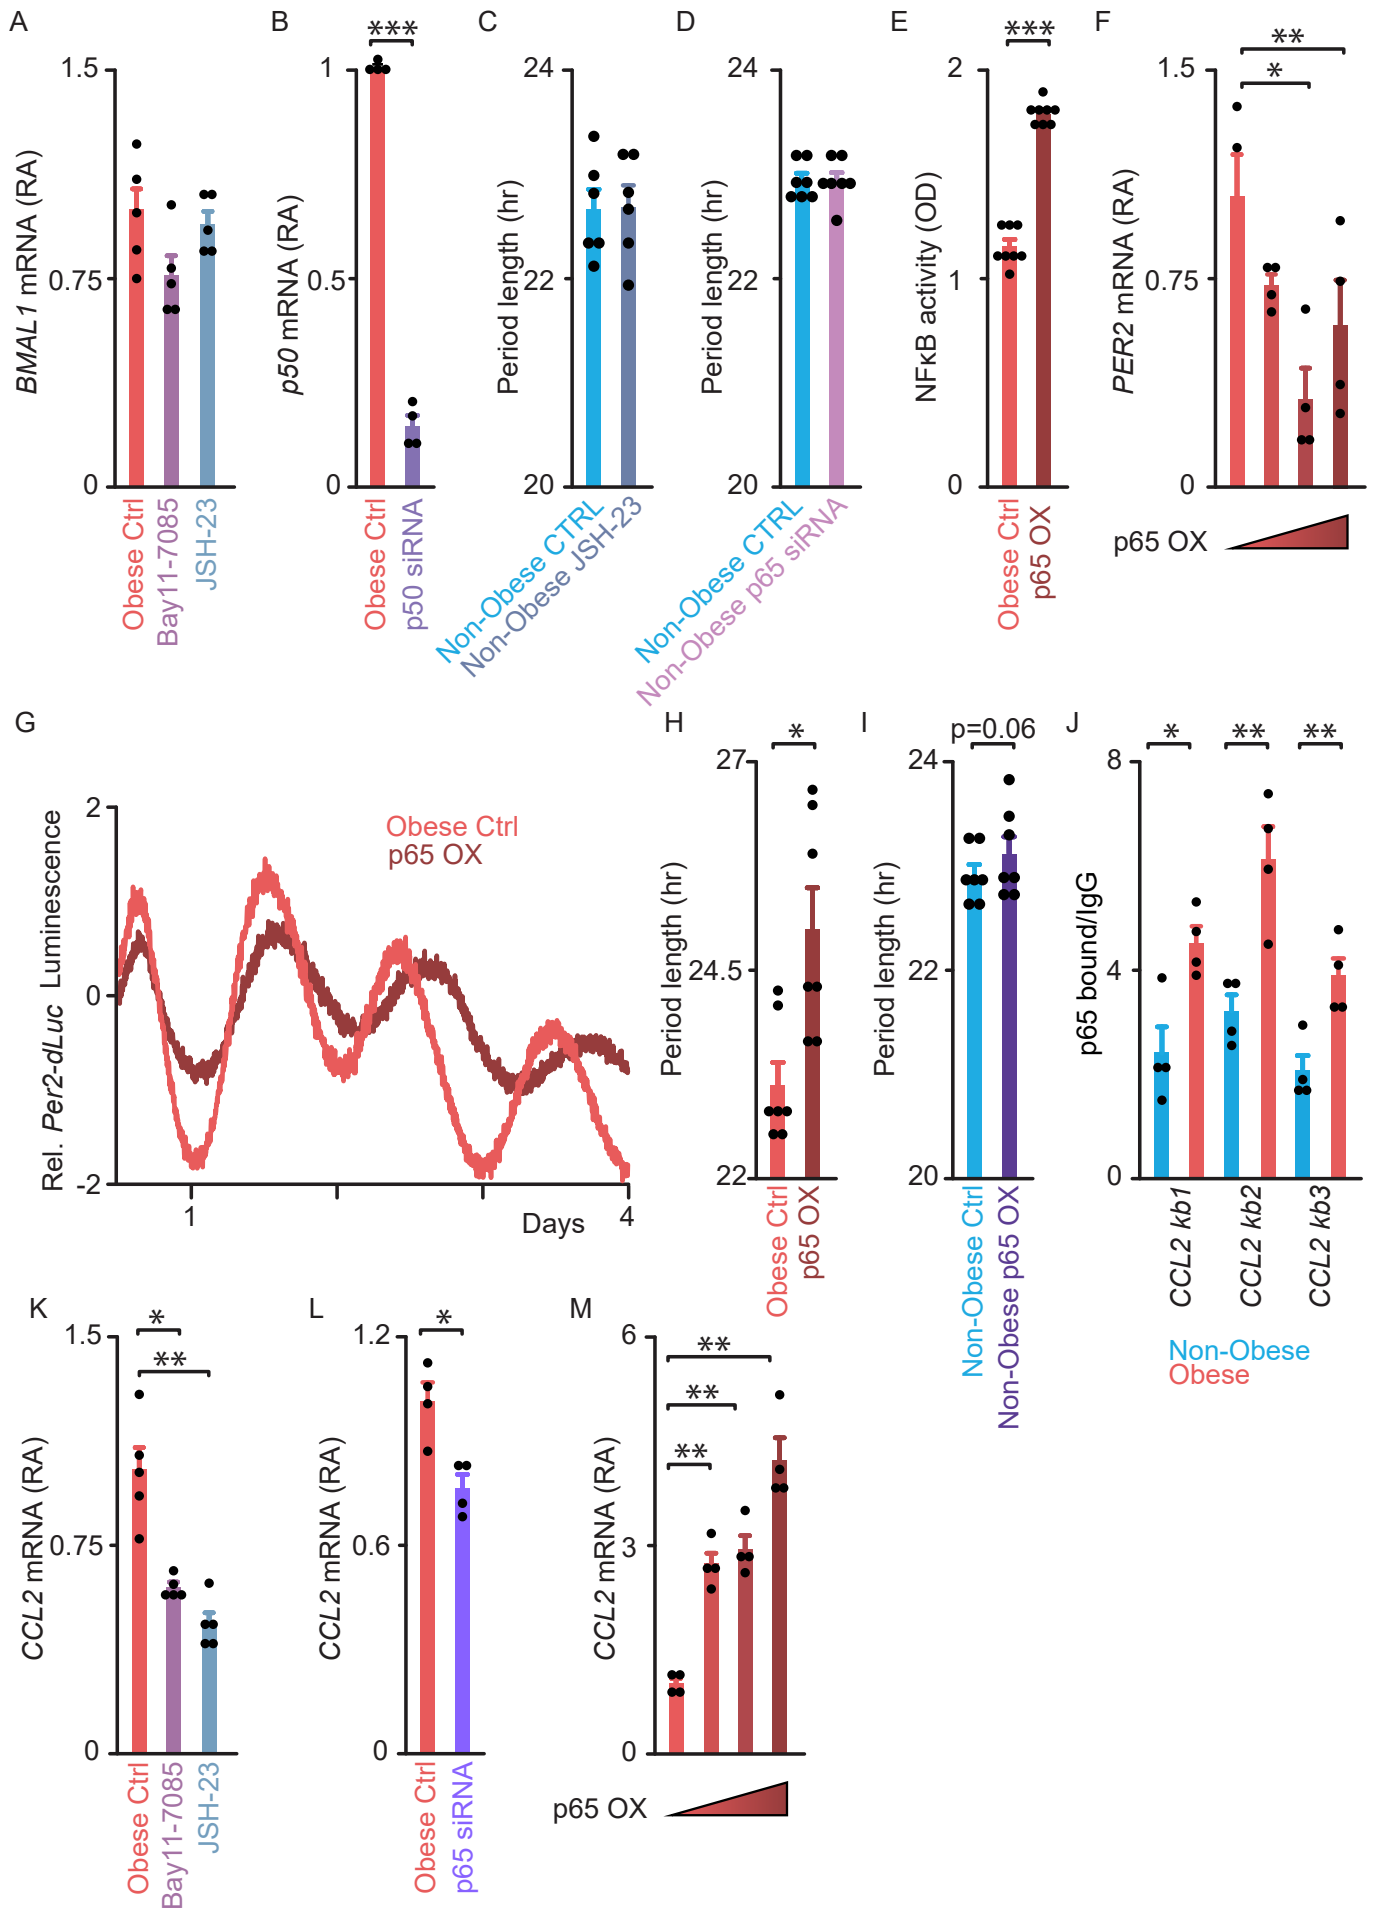 A
1.5
0.75
0
BMAL1 mRNA (RA)
Obese Ctrl
Bay11-7085
JSH-23
B
***
1
0.5
0
p50 mRNA (RA)
Obese Ctrl
p50 siRNA
C
24
22
20
Period length (hr)
Non-Obese CTRL
Non-Obese JSH-23
D
24
22
20
Period length (hr)
Non-Obese CTRL
Non-Obese p65 siRNA
E
***
2
1
0
NFκB activity (OD)
Obese Ctrl
p65 OX
F
**
*
1.5
0.75
0
PER2 mRNA (RA)
p65 OX
G
2
0
-2
Rel. Per2-dLuc Luminescence
Obese Ctrl
p65 OX
1
Days
4
H
*
27
24.5
22
Period length (hr)
Obese Ctrl
p65 OX
I
p=0.06
24
22
20
Period length (hr)
Non-Obese Ctrl
Non-Obese p65 OX
J
*
**
**
8
4
0
p65 bound/IgG
CCL2 kb1
CCL2 kb2
CCL2 kb3
Non-Obese
Obese
K
*
**
1.5
0.75
0
CCL2 mRNA (RA)
Obese Ctrl
Bay11-7085
JSH-23
L
*
1.2
0.6
0
CCL2 mRNA (RA)
Obese Ctrl
p65 siRNA
M
**
**
**
6
3
0
CCL2 mRNA (RA)
p65 OX